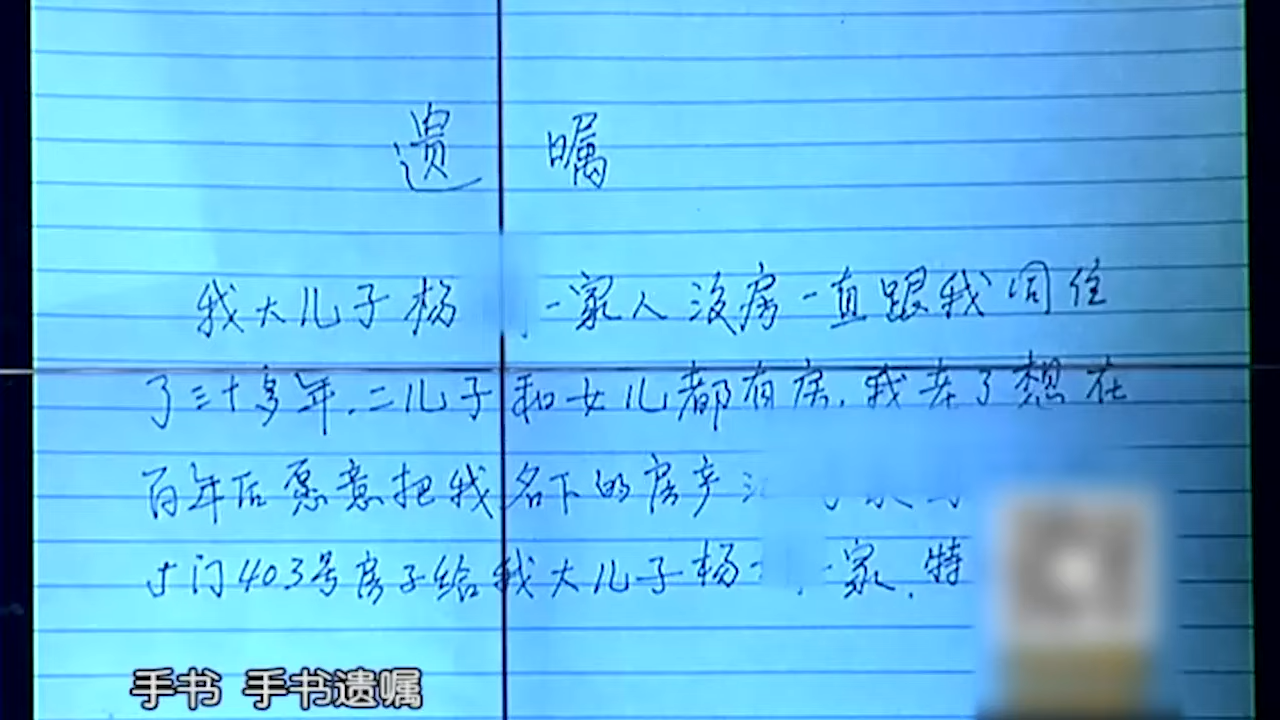 遗嘱
我大儿子杨 一家人没房一直跟我同住
了三十多年.二儿子和女儿都有房.我老了想在
百年后愿意把我名下的房产
门403号房子给我大儿子杨 一家.特
手书 手书遗嘱